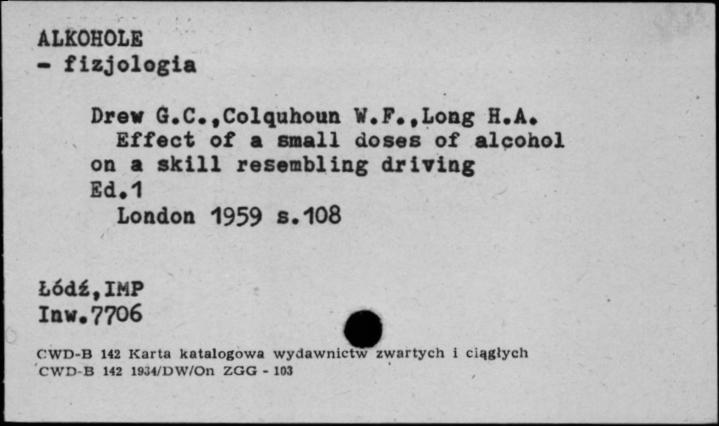 ALKOHOLE
- fizjologia
Drew G.C.,Colquhoun W.F.,Long H.A.
Effect of a small doses of alcohol
on a skill resembling driving
Ed.1
London 1959 s.108
Łódź,IMP
Inw.7706
CWD-B 142 Karta katalogowa wydawnictw zwartych i ciągłych
CWD-B 142 1934/DW/On ZGG - 103